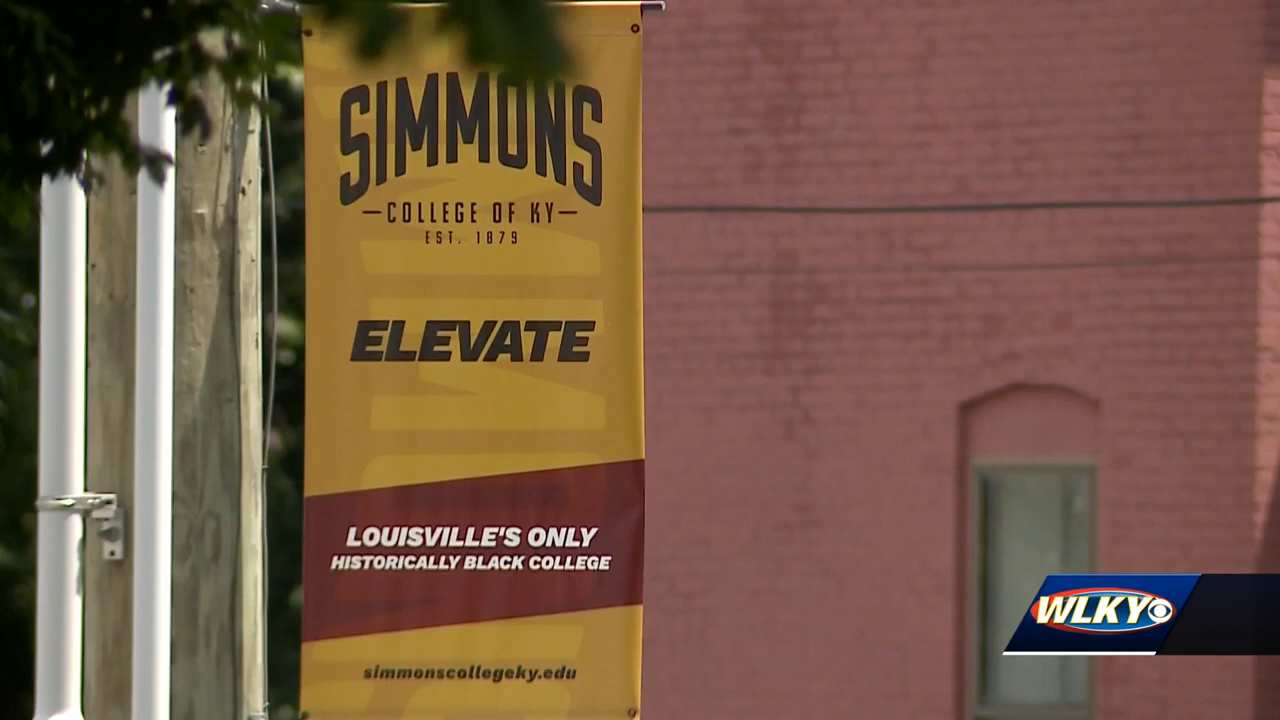 SIMMONS
COLLEGE OF KY
EST. 1879
ELEVATE
LOUISVILLE'S ONLY
HISTORICALLY BLACK COLLEGE
simmonscollegeky.edu
WLKY